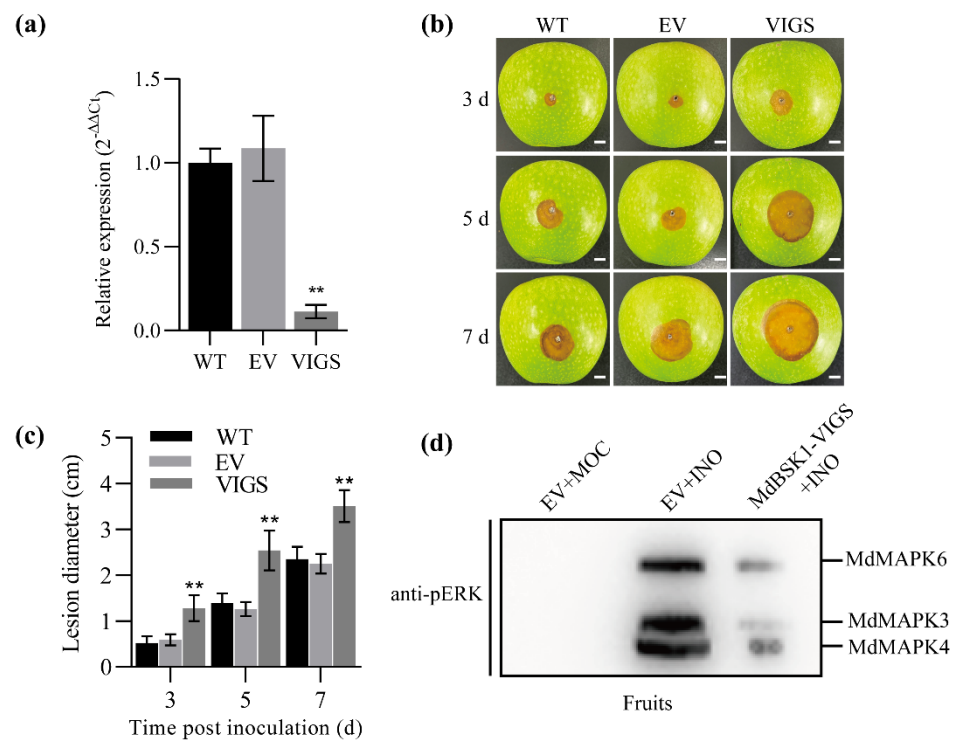 (a)
Relative expression (2-ΔΔCt)
1.5
1.0
0.5
0.0
**
WT EV VIGS
(b)
WT EV VIGS
3 d
5 d
7 d
(c)
WT
EV
VIGS
Lesion diameter (cm)
5
4
3
2
1
0
** ** **
3 5 7
Time post inoculation (d)
(d)
EV+MOC
EV+INO
MdBSK1-VIGS
+INO
anti-pERK
MdMAPK6
MdMAPK3
MdMAPK4
Fruits